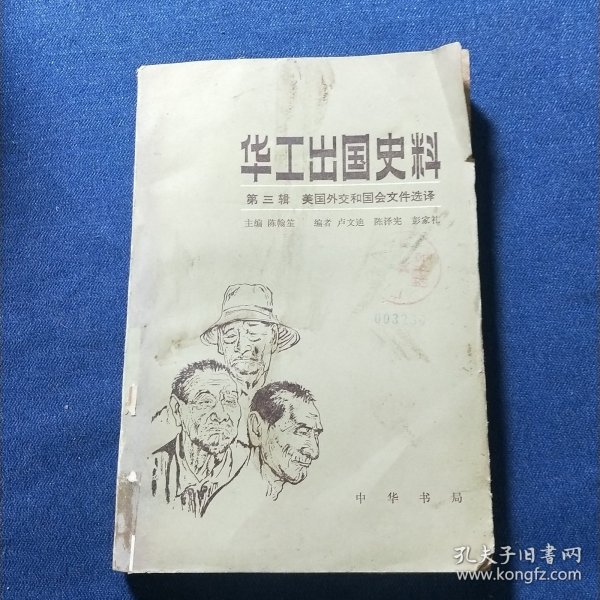 华工出国史料
第三辑 美国外交和国会文件选译
主编 陈翰笙 编者 卢文迪 陈泽宪 彭家礼
0937
中华书局
孔夫子旧书网
www.kongfz.com